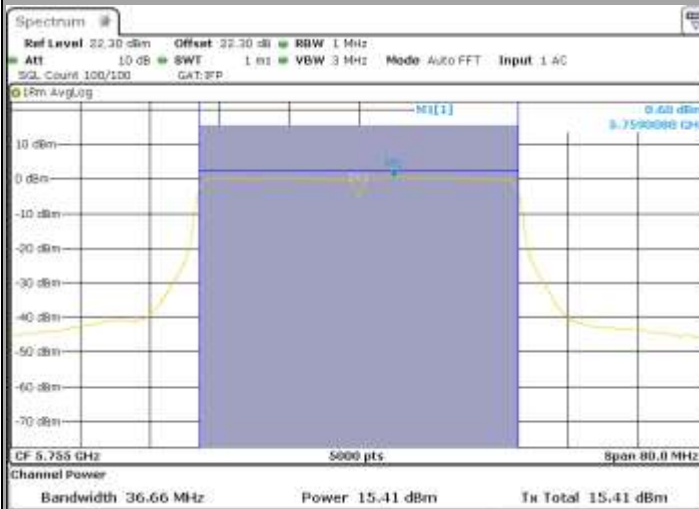 Spectrum
Ref Level 22.30 dBm Offset 22.30 dB RBW 1 MHz
Att 10 dB SWT 1 ms VBW 3 MHz Mode Auto FFT Input 1 AC
SGL Count 100/100 GAT:IFP
1Rm AvgLog
M1[1] 0.60 dBm
10 dBm
0 dBm
-10 dBm
-20 dBm
-30 dBm
-40 dBm
-50 dBm
-60 dBm
-70 dBm
CF 5.755 GHz 5000 pts Span 80.0 MHz
Channel Power
Bandwidth 36.66 MHz Power 15.41 dBm Tx Total 15.41 dBm